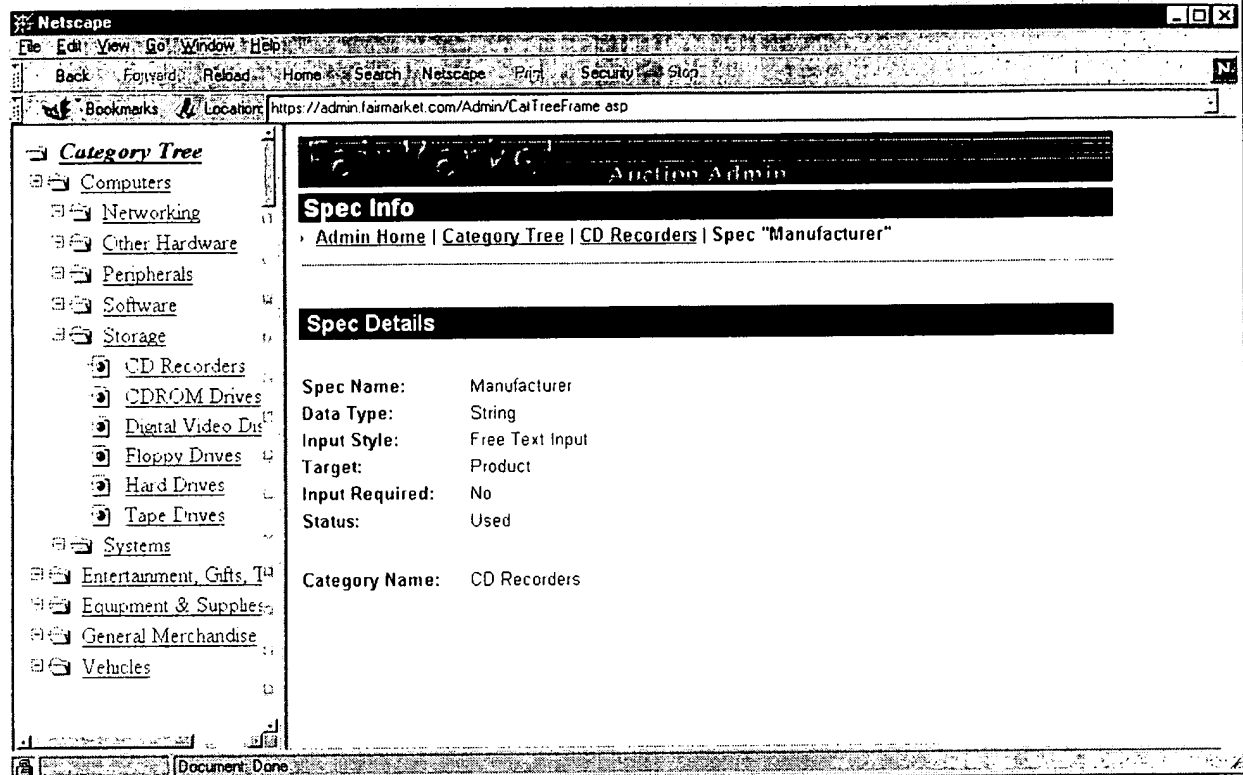 Netscape
File Edit View Go Window Help
Back Forward Reload Home Search Netscape Print Security Stop
Bookmarks Location: https://admin.fairmarket.com/Admin/CatTreeFrame.asp
Category Tree
Computers
Networking
Other Hardware
Peripherals
Software
Storage
CD Recorders
CDROM Drives
Digital Video Dis
Floppy Drives
Hard Drives
Tape Drives
Systems
Entertainment, Gifts, T
Equipment & Supplies
General Merchandise
Vehicles
FairMarket
Auction Admin
Spec Info
Admin Home | Category Tree | CD Recorders | Spec "Manufacturer"
Spec Details
Spec Name: Manufacturer
Data Type: String
Input Style: Free Text Input
Target: Product
Input Required: No
Status: Used
Category Name: CD Recorders
Document: Done